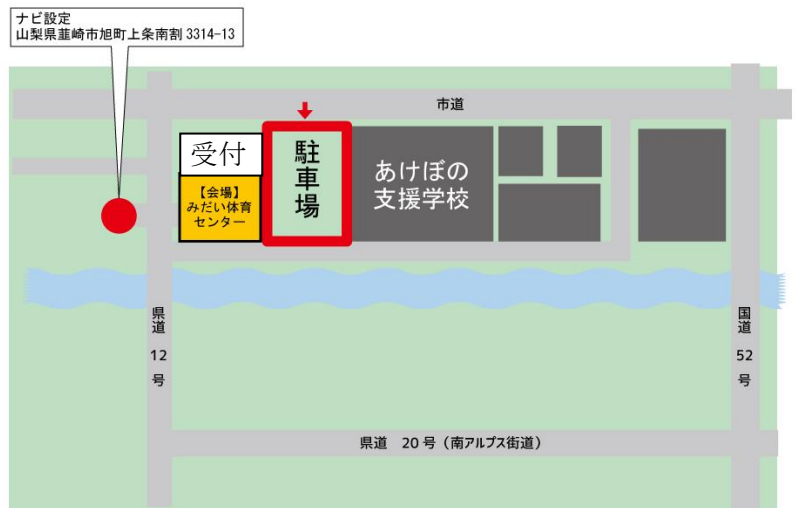 ナビ設定
山梨県韮崎市旭町上条南割 3314-13
市道
受付
【会場】
みだい体育
センター
駐車場
あけぼの
支援学校
県道
12
号
国道
52
号
県道 20 号 (南アルプス街道)